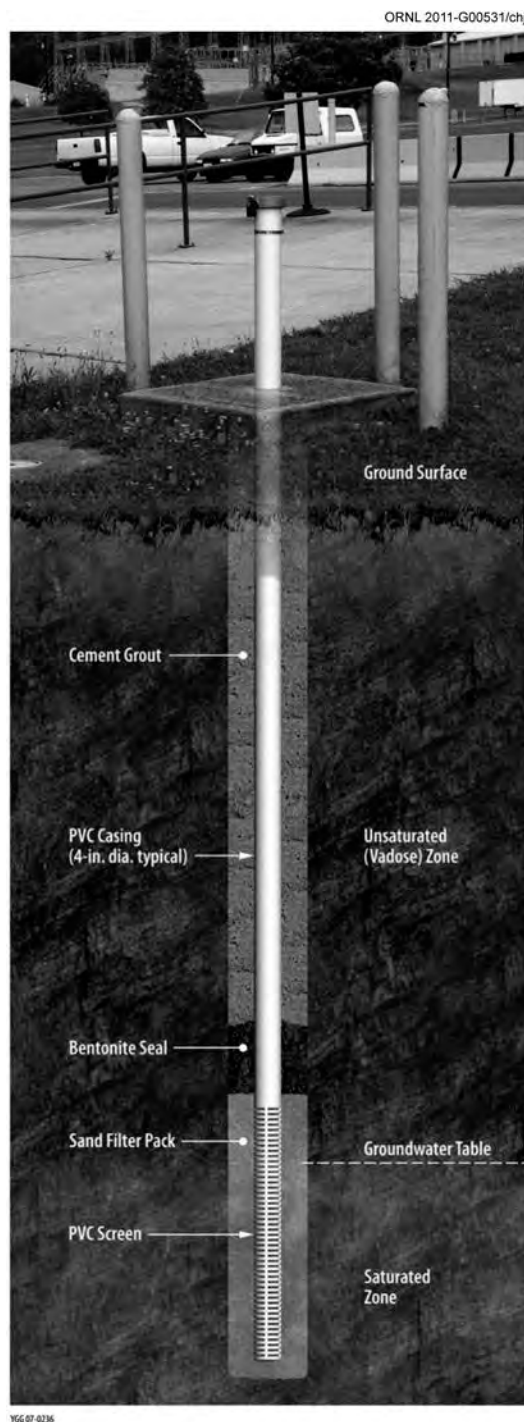 ORNL 2011-G00531/chj
Ground Surface
Cement Grout
PVC Casing
(4-in. dia. typical)
Unsaturated
(Vadose) Zone
Bentonite Seal
Sand Filter Pack
Groundwater Table
PVC Screen
Saturated
Zone
YGG 07-0236